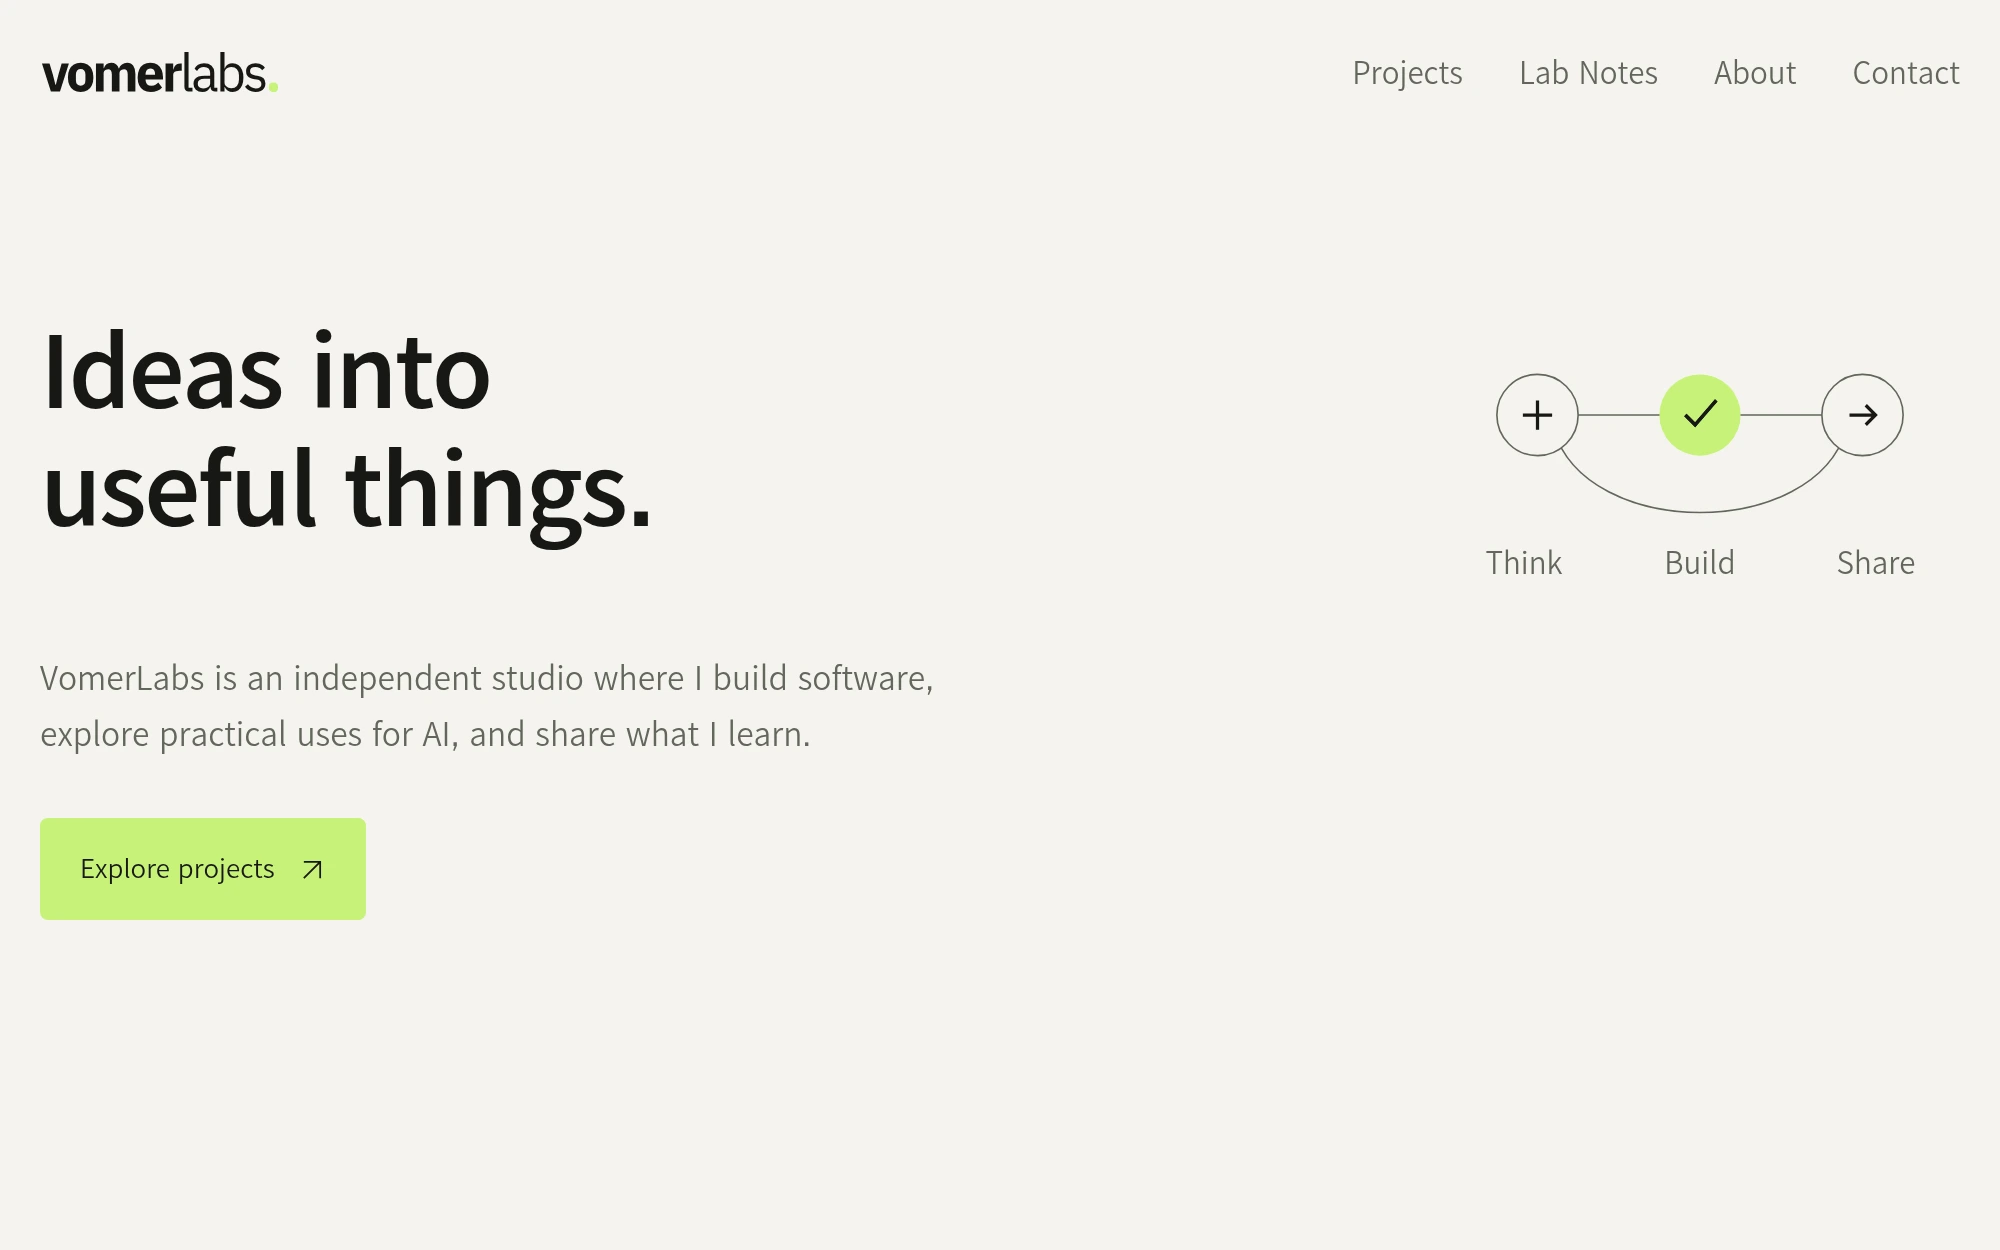 vomerlabs.
Projects
Lab Notes
About
Contact
Ideas into
useful things.
Think
Build
Share
VomerLabs is an independent studio where I build software,
explore practical uses for AI, and share what I learn.
Explore projects